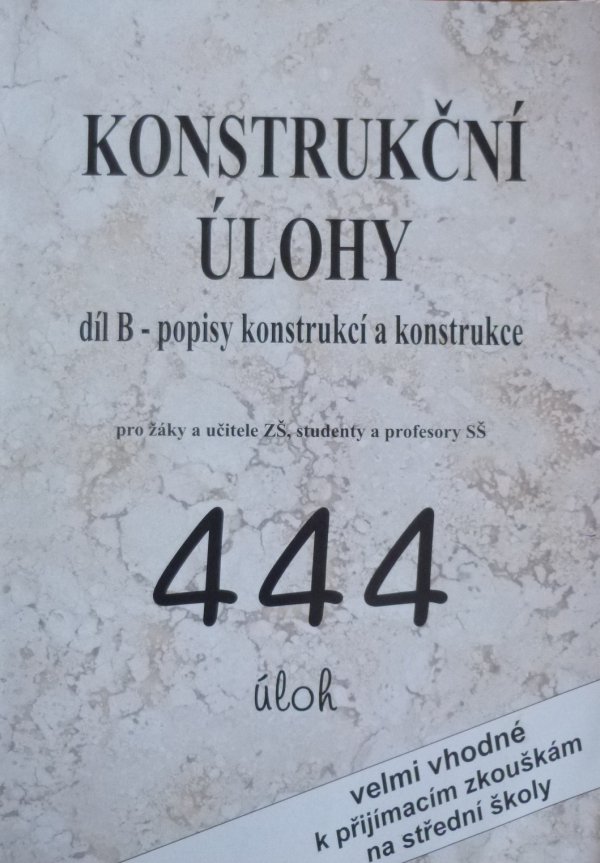 KONSTRUKČNÍ
ÚLOHY
díl B - popisy konstrukcí a konstrukce
pro žáky a učitele ZŠ, studenty a profesory SŠ
444
úloh
velmi vhodné
k přijímacím zkouškám
na střední školy